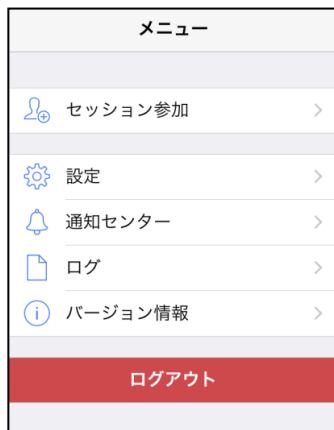 メニュー
セッション参加
設定
通知センター
ログ
バージョン情報
ログアウト